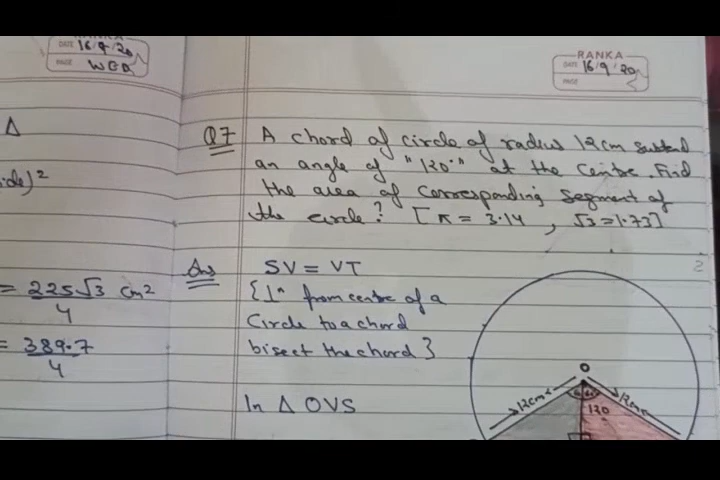 RANKA
DATE 16/9/20
PAGE WED
Δ
ide)²
= 225√3 cm²
4
= 389.7
4
RANKA
DATE 16/9/20
PAGE
Q7 A chord of circle of radius 12cm subtend
an angle of "120°" at the centre. Find
the area of corresponding segment of
the circle? [π = 3.14 , √3 = 1.73]
Ans SV = VT
{⊥ⁿ from centre of a
Circle to a chord
bisect the chord}
In Δ OVS
O
12cm
12cm
120